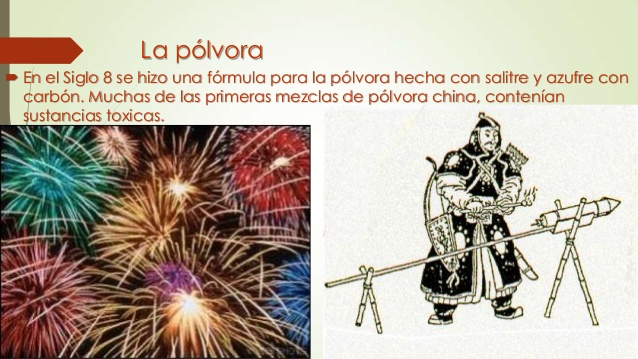 La pólvora
En el Siglo 8 se hizo una fórmula para la pólvora hecha con salitre y azufre con
carbón. Muchas de las primeras mezclas de pólvora china, contenían
sustancias toxicas.